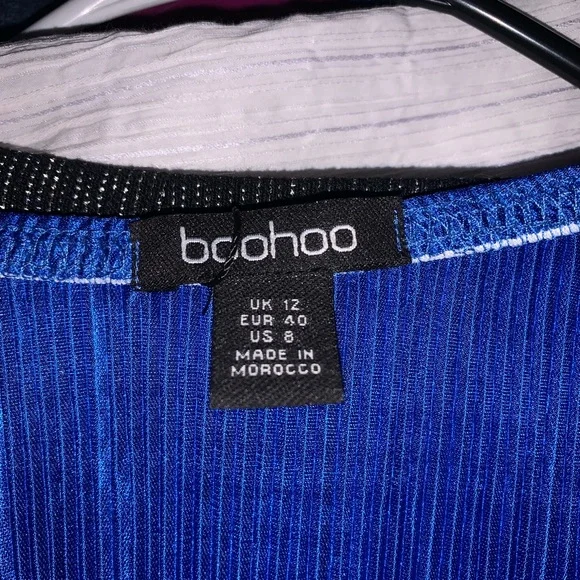 boohoo
UK 12
EUR 40
US 8
MADE IN
MOROCCO